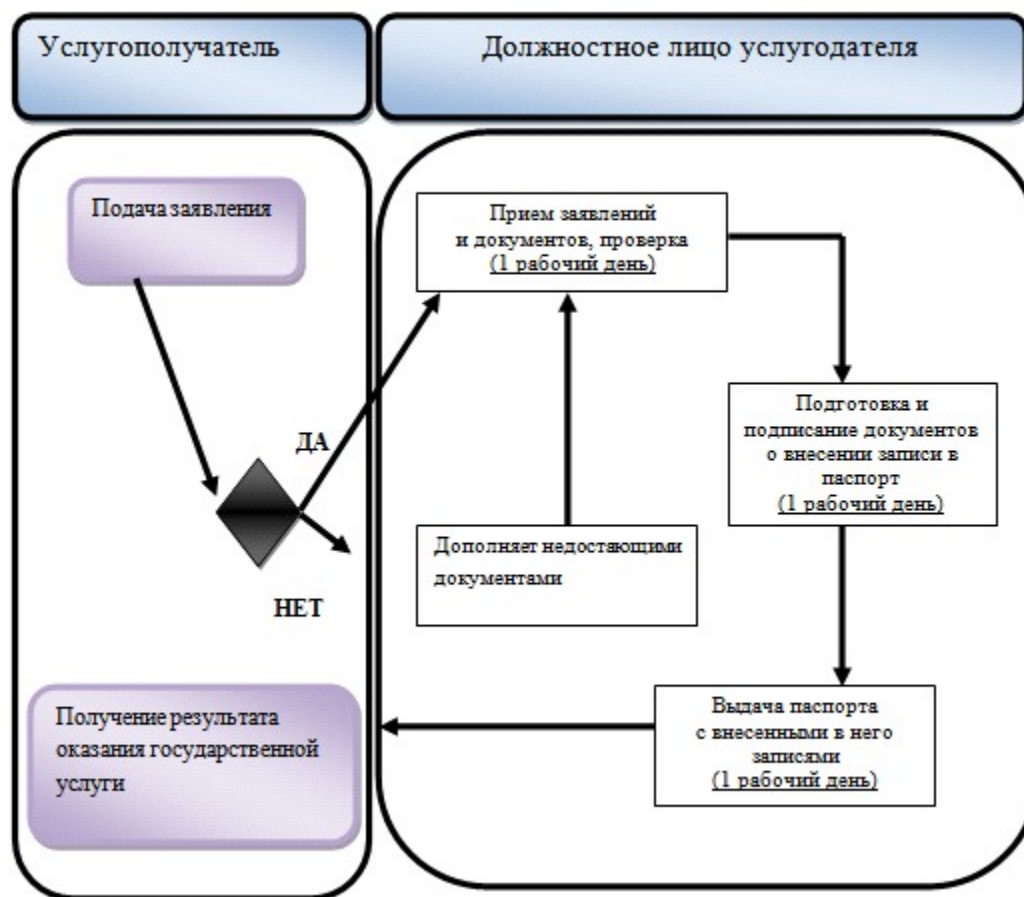 Услугополучатель
Должностное лицо услугодателя
Подача заявления
Прием заявлений
и документов, проверка
(1 рабочий день)
Подготовка и
подписание документов
о внесении записи в
паспорт
(1 рабочий день)
ДА
Дополняет недостающими
документами
НЕТ
Получение результата
оказания государственной
услуги
Выдача паспорта
с внесенными в него
записями
(1 рабочий день)